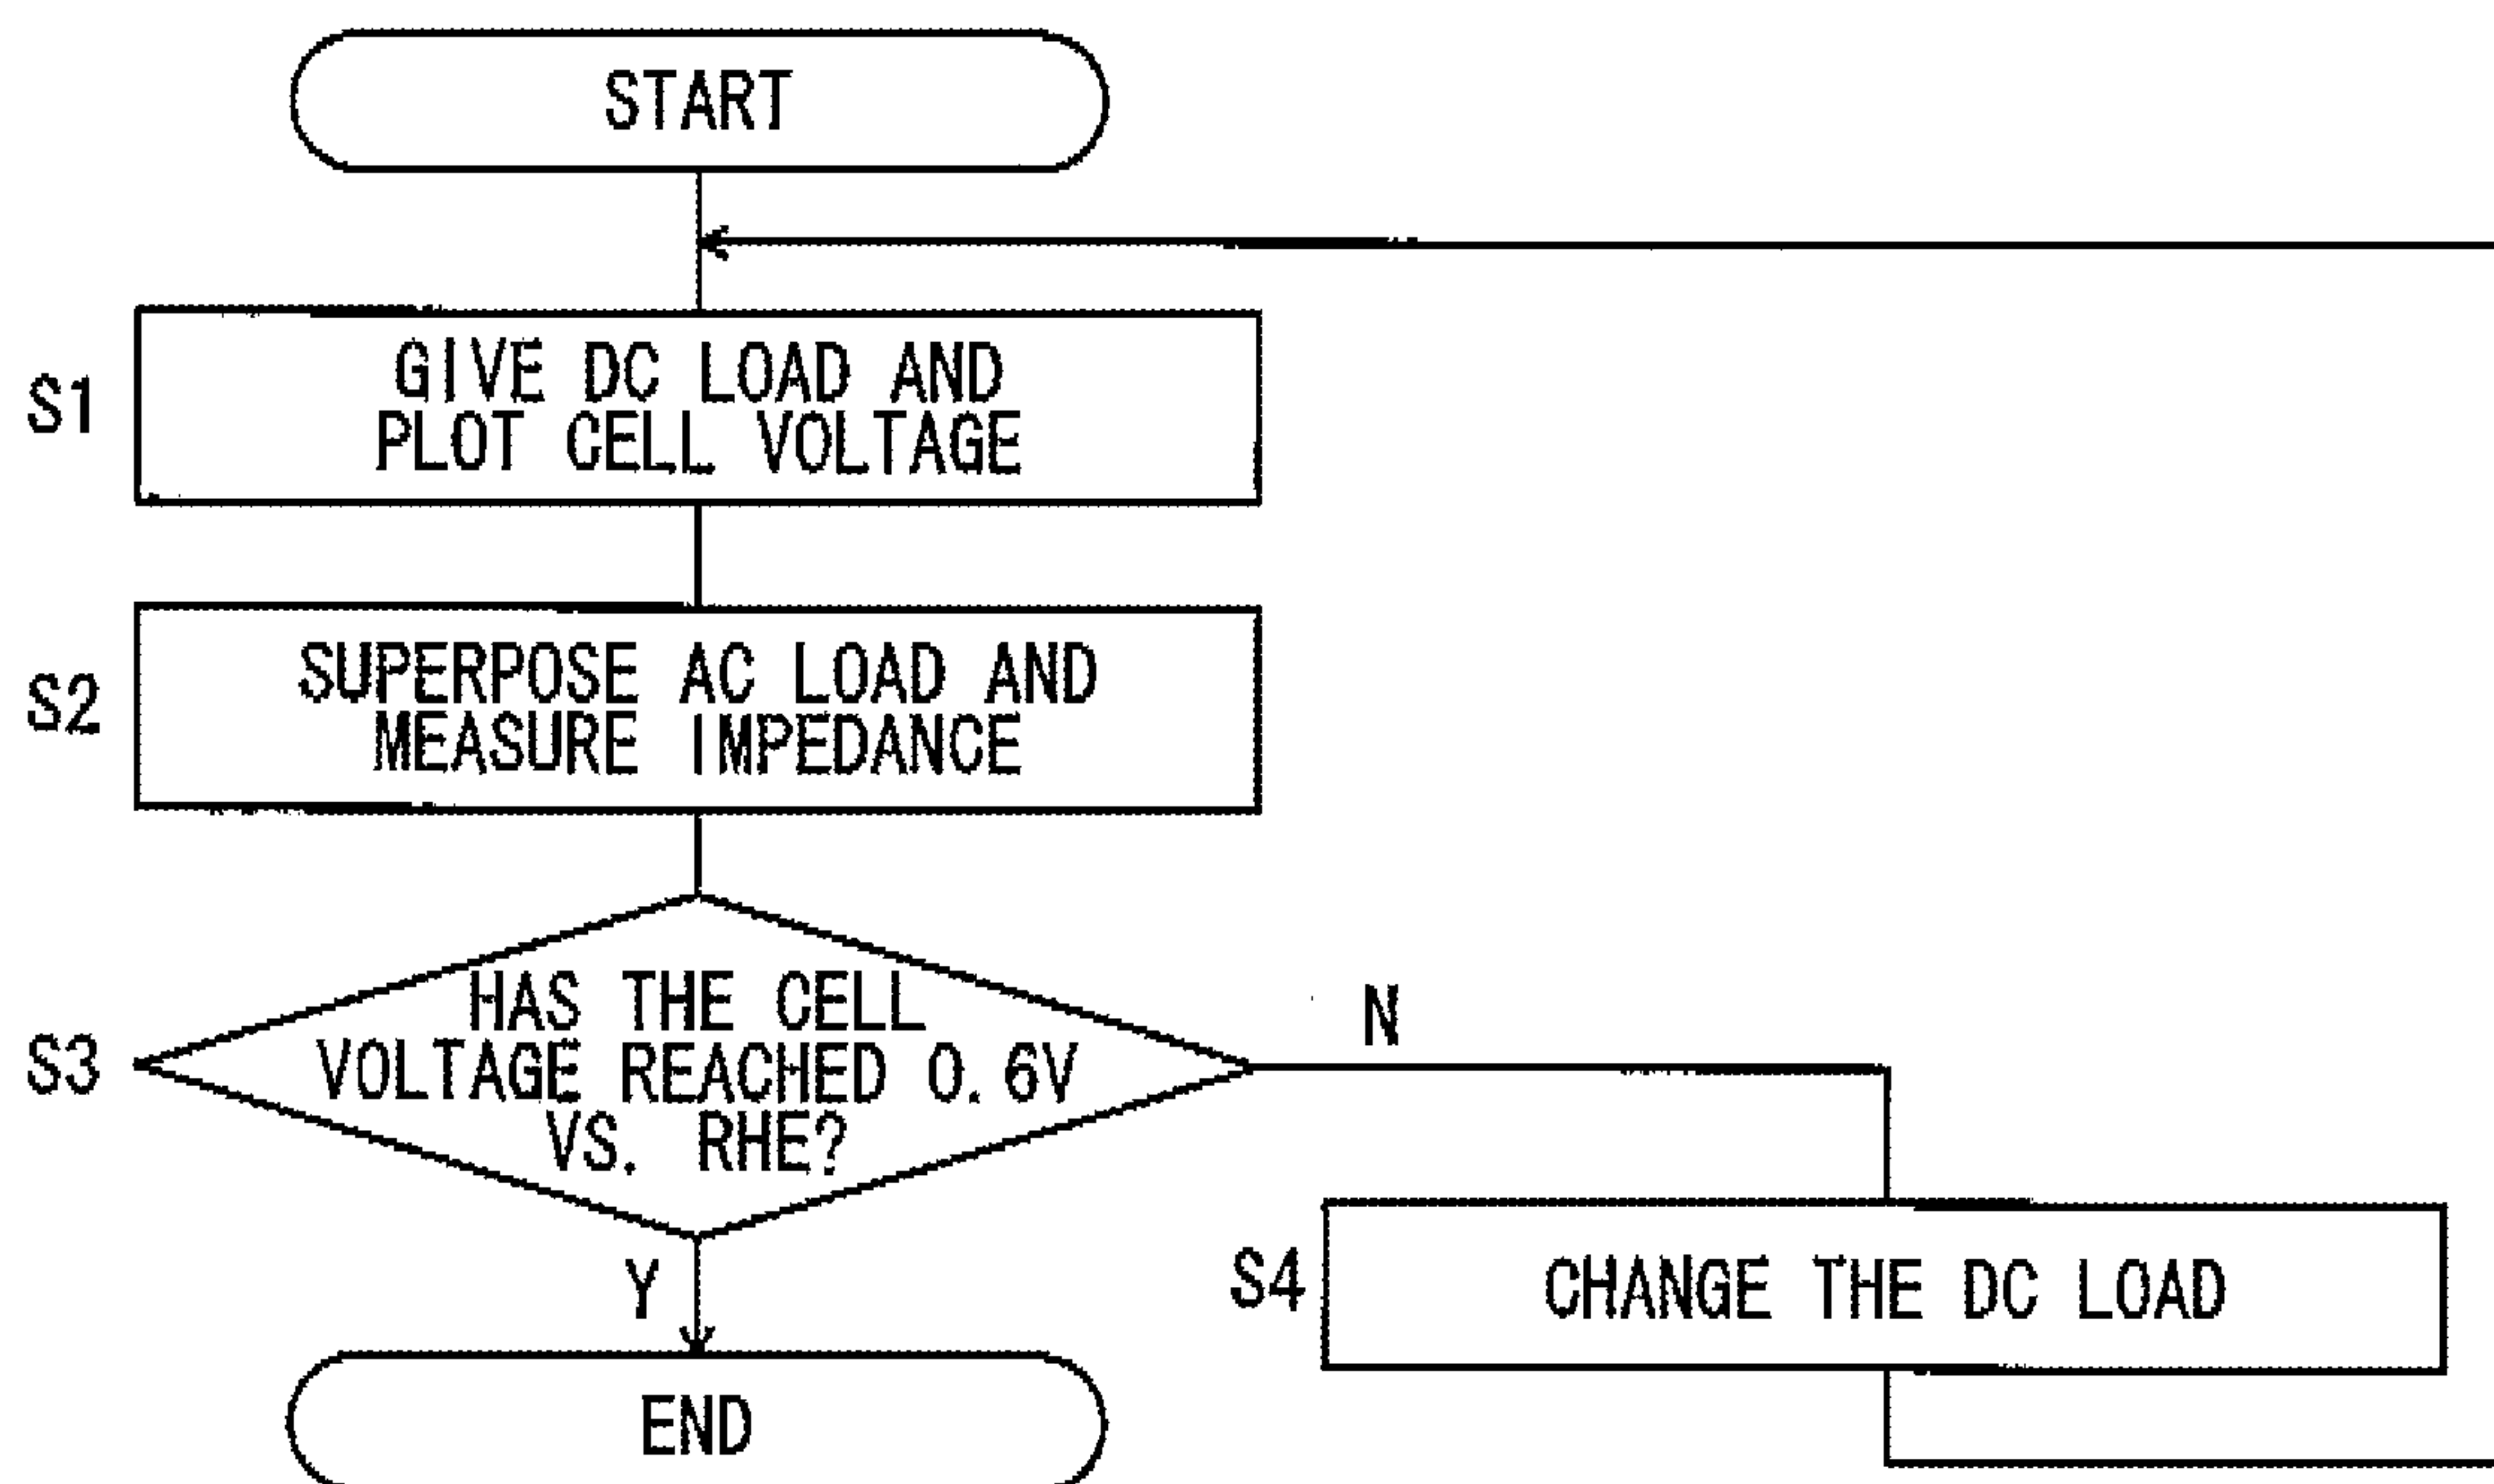 START
S1
GIVE DC LOAD AND
PLOT CELL VOLTAGE
S2
SUPERPOSE AC LOAD AND
MEASURE IMPEDANCE
S3
HAS THE CELL
VOLTAGE REACHED 0.6V
VS. RHE?
N
Y
S4
CHANGE THE DC LOAD
END